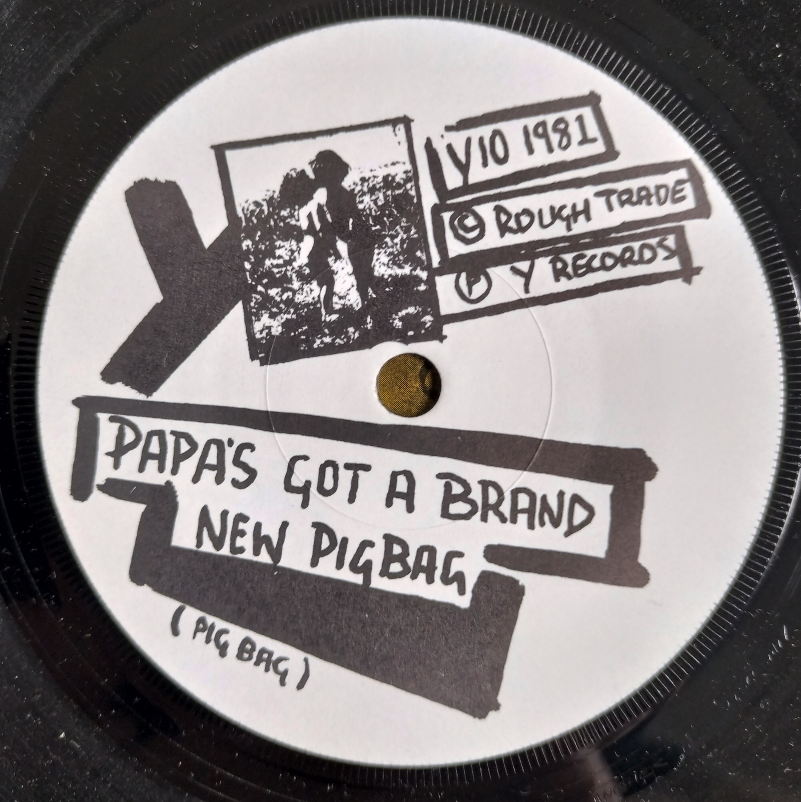 Y
Y10 1981
© ROUGH TRADE
Ⓟ Y RECORDS
PAPA'S GOT A BRAND
NEW PIGBAG
(PIG BAG)